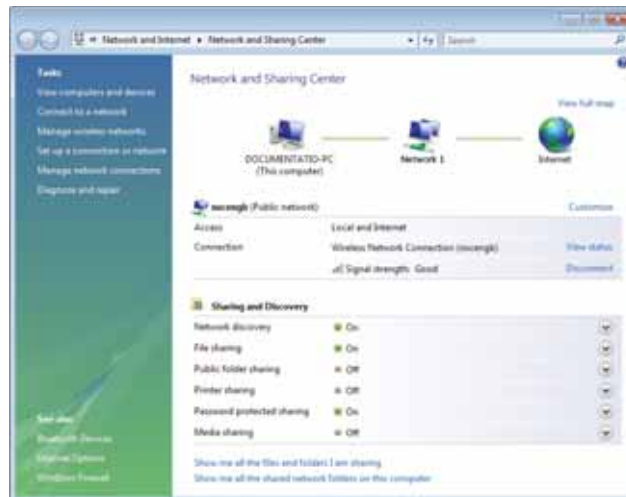 Network and Internet ▸ Network and Sharing Center
Search
Tasks
View computers and devices
Connect to a network
Manage wireless networks
Set up a connection or network
Manage network connections
Diagnose and repair
See also
Bluetooth Devices
Internet Options
Windows Firewall
Network and Sharing Center
View full map
DOCUMENTATIO-PC
(This computer)
Network 1
Internet
(Public network)
Customize
Access
Local and Internet
Connection
Wireless Network Connection
View status
Signal strength: Good
Disconnect
Sharing and Discovery
Network discovery
On
File sharing
On
Public folder sharing
Off
Printer sharing
Off
Password protected sharing
On
Media sharing
Off
Show me all the files and folders I am sharing
Show me all the shared network folders on this computer